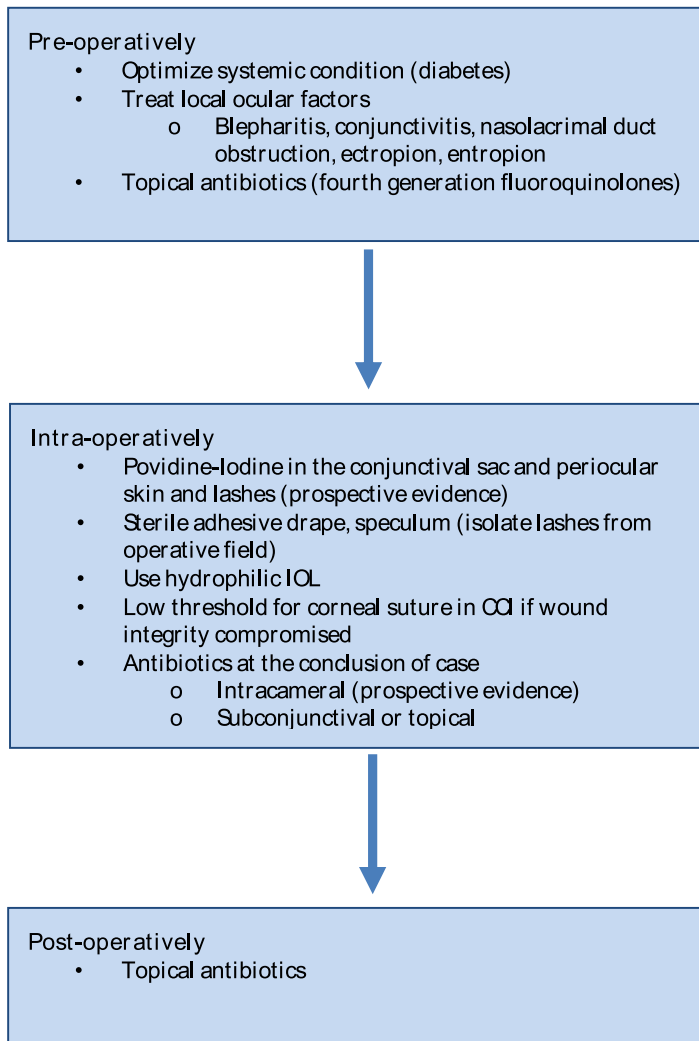 Pre-operatively
• Optimize systemic condition (diabetes)
• Treat local ocular factors
o Blepharitis, conjunctivitis, nasolacrimal duct
obstruction, ectropion, entropion
• Topical antibiotics (fourth generation fluoroquinolones)
Intra-operatively
• Povidine-Iodine in the conjunctival sac and periocular
skin and lashes (prospective evidence)
• Sterile adhesive drape, speculum (isolate lashes from
operative field)
• Use hydrophilic IOL
• Low threshold for corneal suture in CCI if wound
integrity compromised
• Antibiotics at the conclusion of case
o Intracameral (prospective evidence)
o Subconjunctival or topical
Post-operatively
• Topical antibiotics